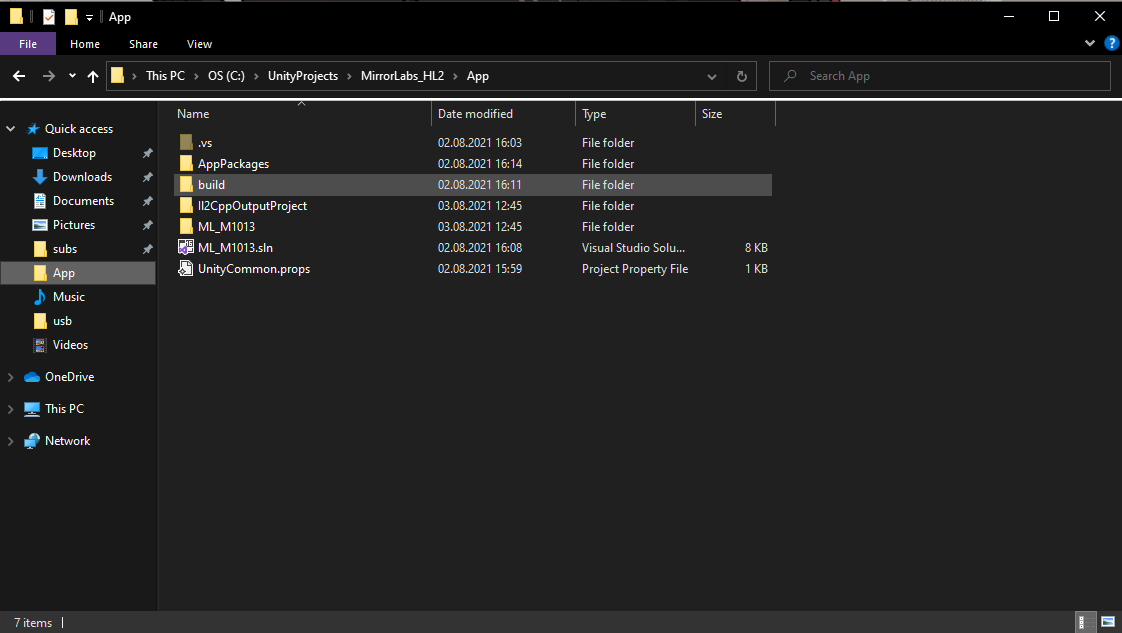 App
File Home Share View
This PC OS (C:) UnityProjects MirrorLabs_HL2 App Search App
Name Date modified Type Size
Quick access
Desktop
Downloads
Documents
Pictures
subs
App
Music
usb
Videos
OneDrive
This PC
Network
.vs 02.08.2021 16:03 File folder
AppPackages 02.08.2021 16:14 File folder
build 02.08.2021 16:11 File folder
Il2CppOutputProject 03.08.2021 12:45 File folder
ML_M1013 03.08.2021 12:45 File folder
ML_M1013.sln 02.08.2021 16:08 Visual Studio Solu... 8 KB
UnityCommon.props 02.08.2021 15:59 Project Property File 1 KB
7 items